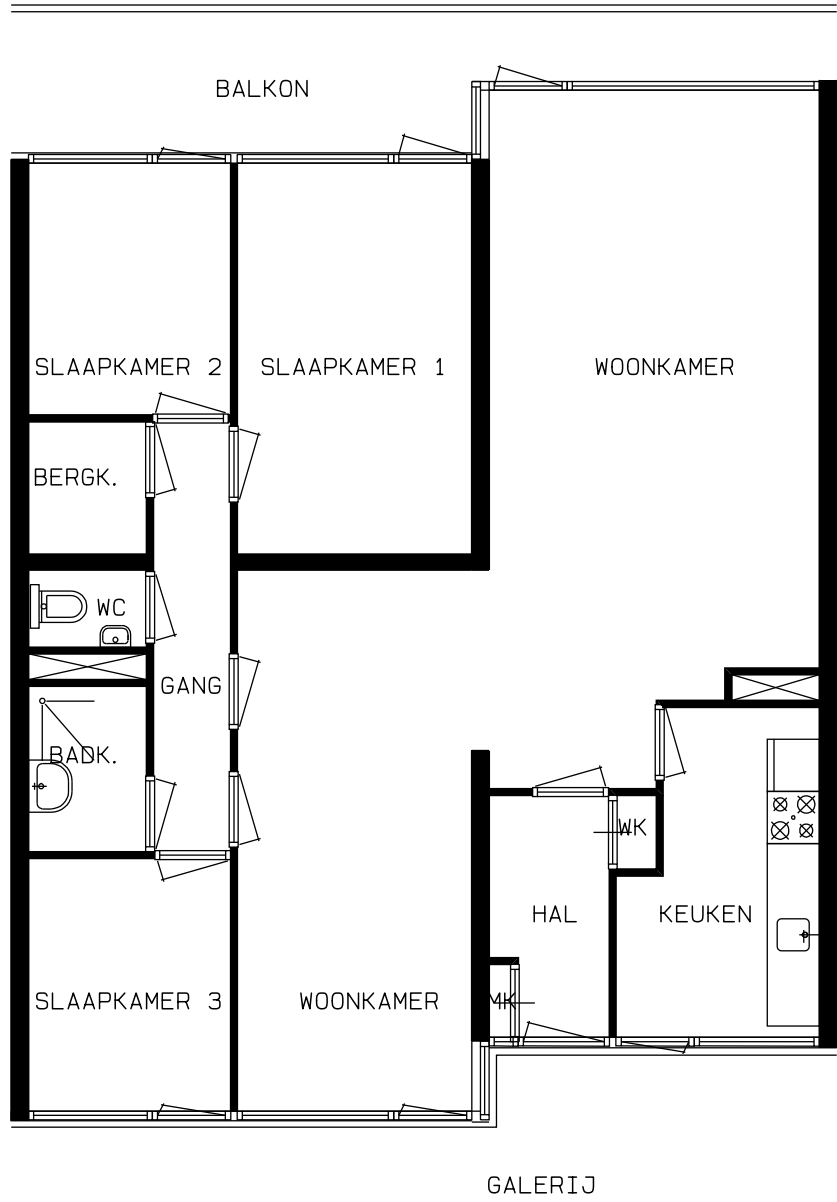 BALKON
SLAAPKAMER 2
SLAAPKAMER 1
WOONKAMER
BERGK.
WC
GANG
BADK.
WK
HAL
KEUKEN
SLAAPKAMER 3
WOONKAMER
MK
GALERIJ